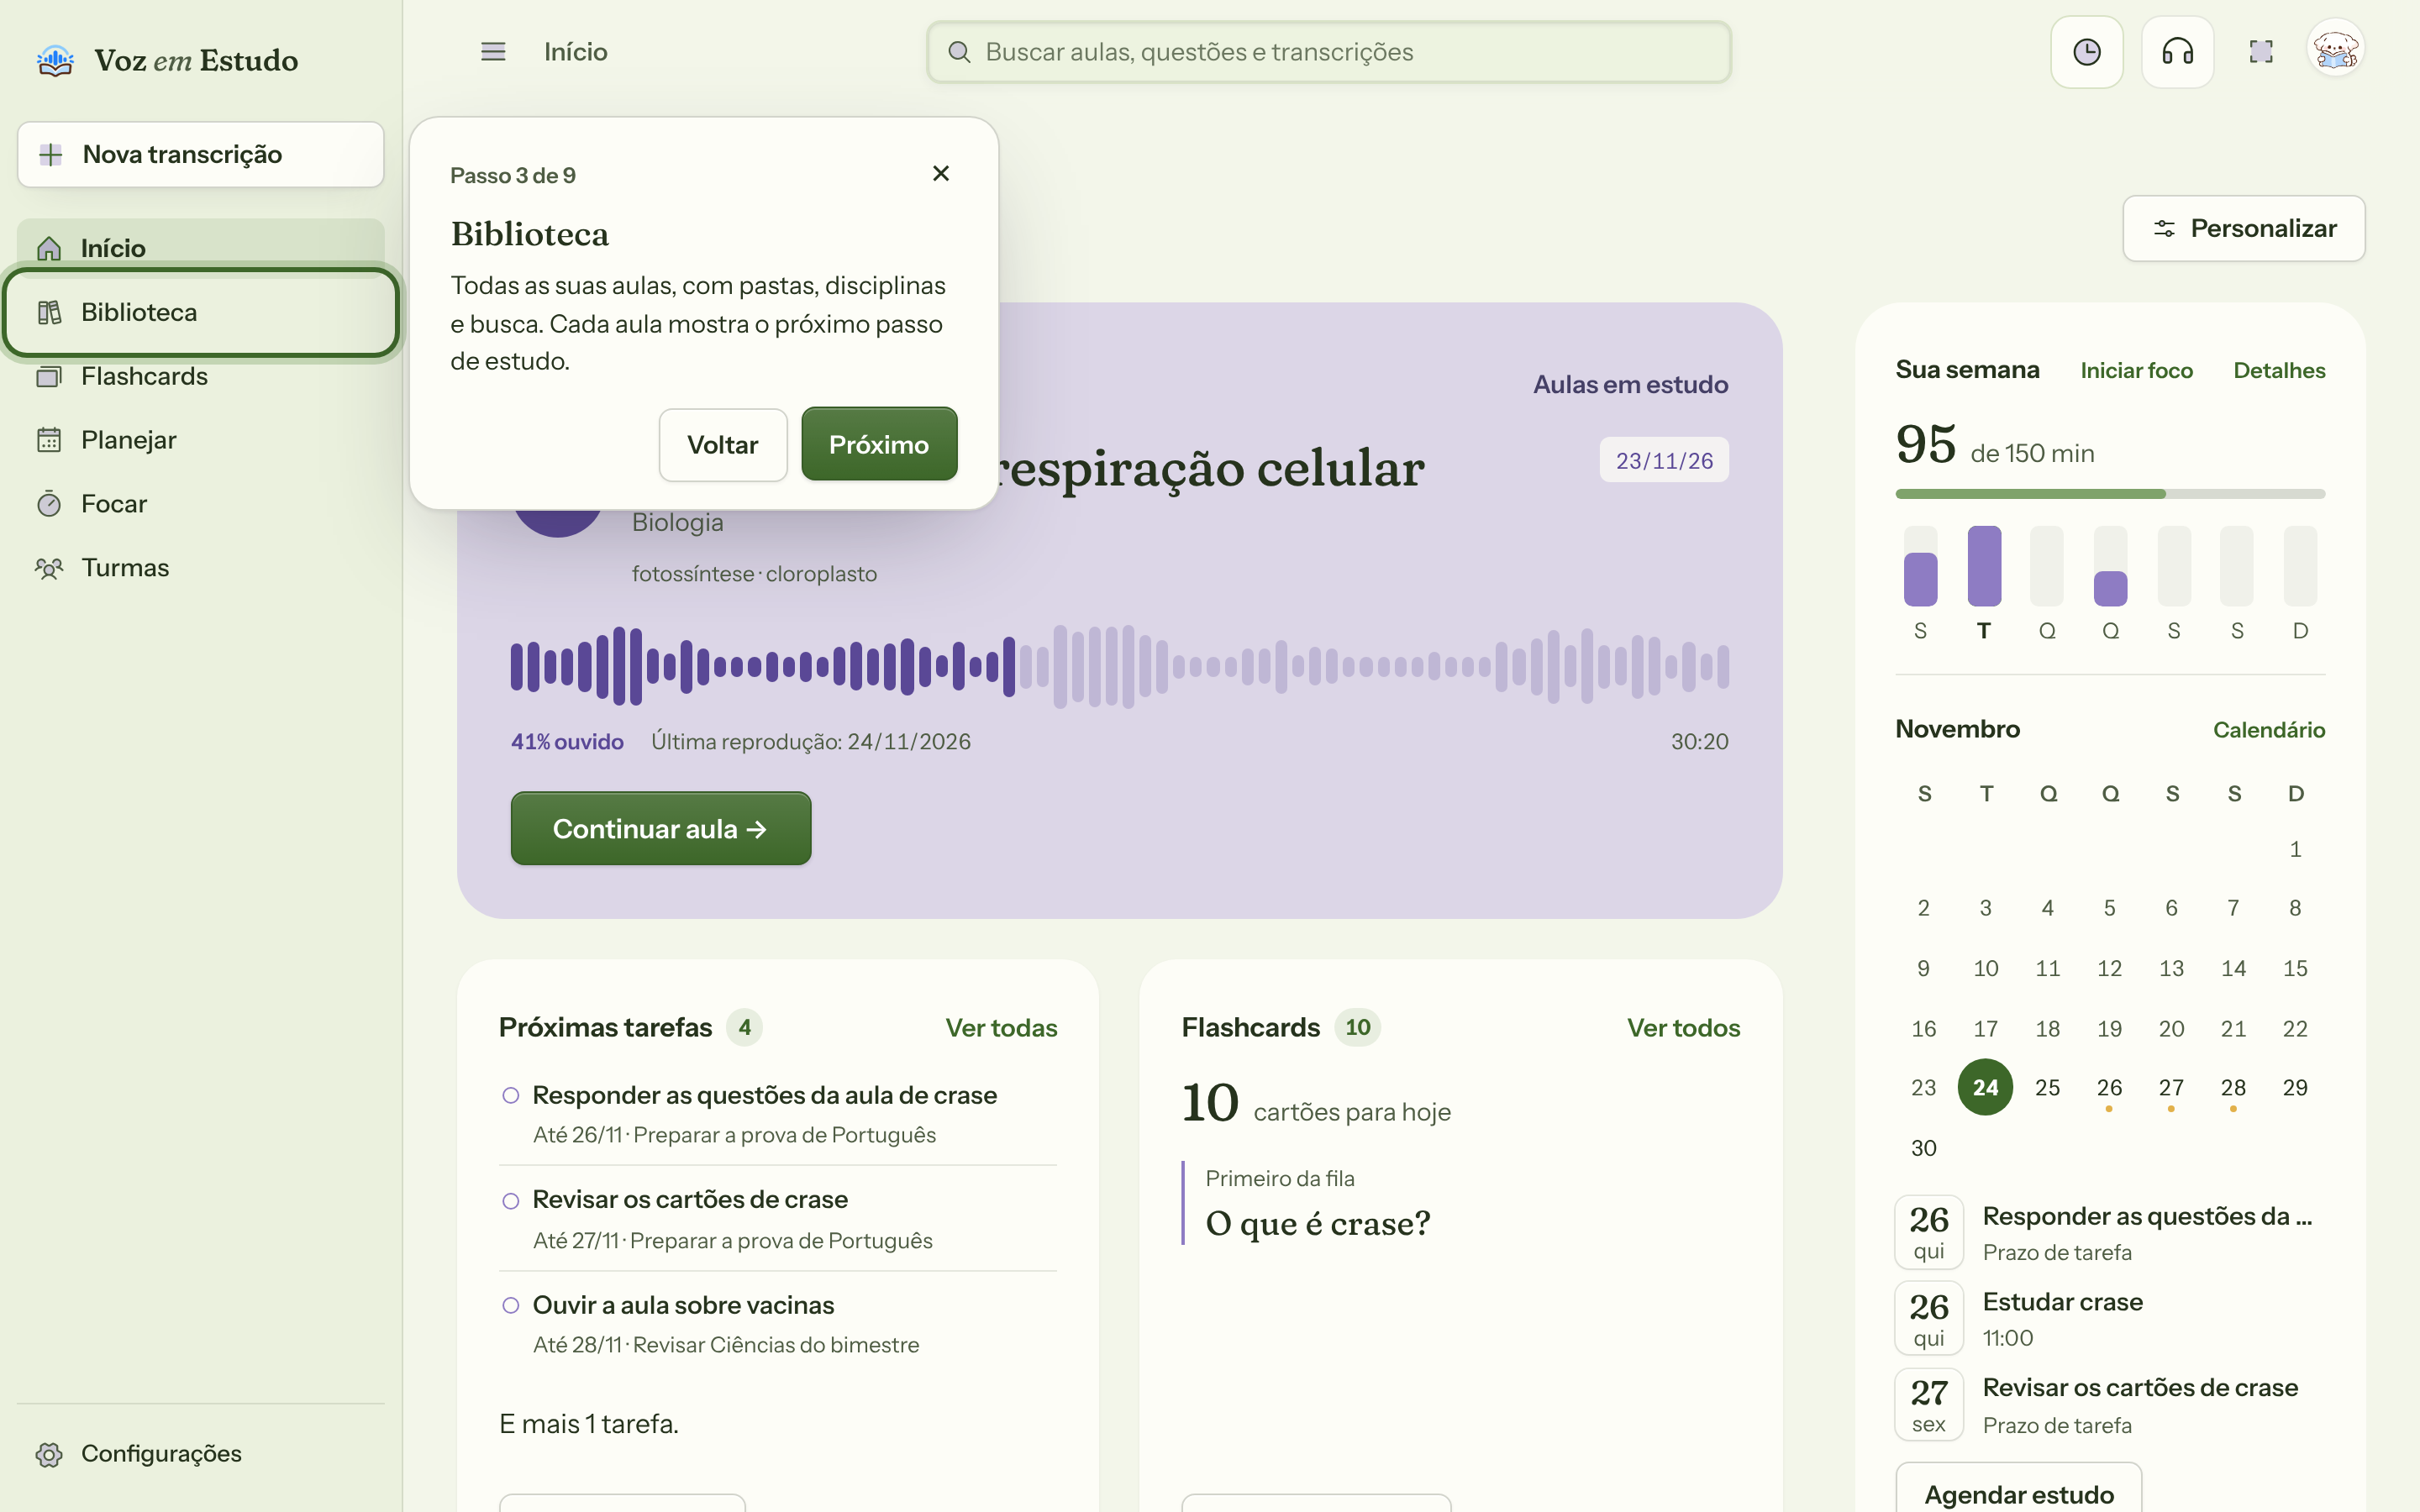 Voz em Estudo
Nova transcrição
Início
Biblioteca
Flashcards
Planejar
Focar
Turmas
Configurações
Início
Buscar aulas, questões e transcrições
Passo 3 de 9
Biblioteca
Todas as suas aulas, com pastas, disciplinas
e busca. Cada aula mostra o próximo passo
de estudo.
Voltar
Próximo
Personalizar
Aulas em estudo
respiração celular
23/11/26
Biologia
fotossíntese · cloroplasto
41% ouvido
Última reprodução: 24/11/2026
30:20
Continuar aula →
Próximas tarefas 4
Ver todas
Responder as questões da aula de crase
Até 26/11 · Preparar a prova de Português
Revisar os cartões de crase
Até 27/11 · Preparar a prova de Português
Ouvir a aula sobre vacinas
Até 28/11 · Revisar Ciências do bimestre
E mais 1 tarefa.
Flashcards 10
Ver todos
10 cartões para hoje
Primeiro da fila
O que é crase?
Sua semana
Iniciar foco
Detalhes
95 de 150 min
S T Q Q S S D
Novembro
Calendário
S T Q Q S S D
1
2 3 4 5 6 7 8
9 10 11 12 13 14 15
16 17 18 19 20 21 22
23 24 25 26 27 28 29
30
26 qui
Responder as questões da ...
Prazo de tarefa
26 qui
Estudar crase
11:00
27 sex
Revisar os cartões de crase
Prazo de tarefa
Agendar estudo